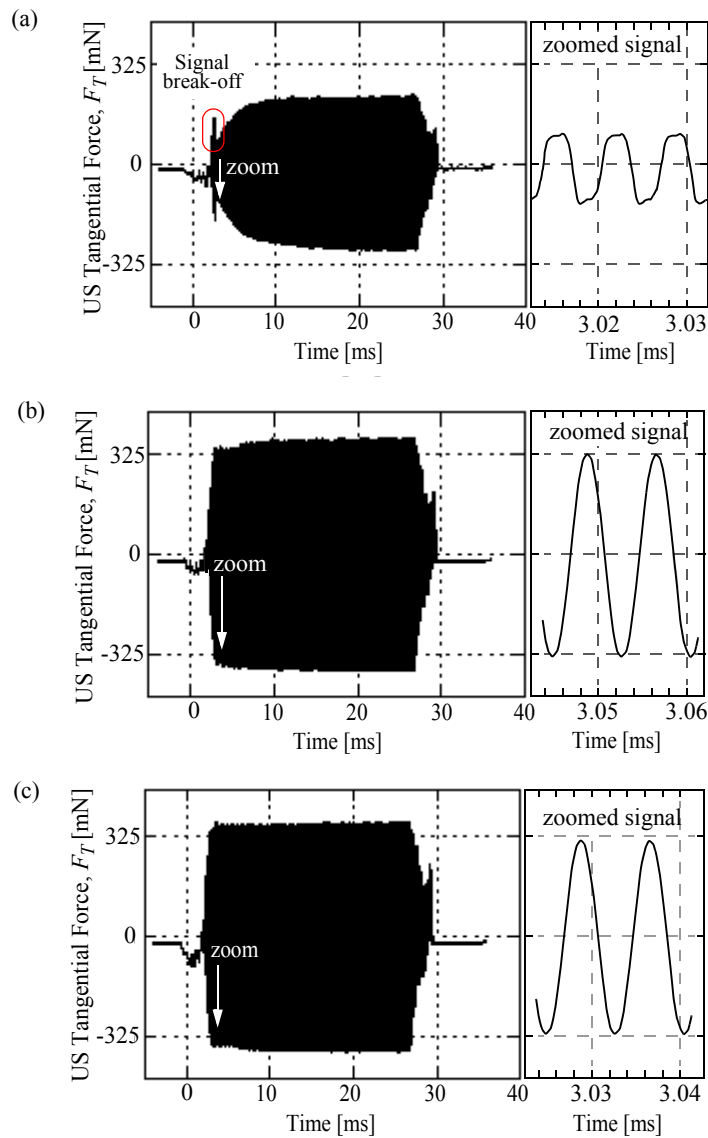 (a)
US Tangential Force, F_T [mN]
325
0
-325
Signal
break-off
zoom
0
10
20
30
40
Time [ms]
zoomed signal
3.02
3.03
Time [ms]
(b)
US Tangential Force, F_T [mN]
325
0
-325
zoom
0
10
20
30
40
Time [ms]
zoomed signal
3.05
3.06
Time [ms]
(c)
US Tangential Force, F_T [mN]
325
0
-325
zoom
0
10
20
30
40
Time [ms]
zoomed signal
3.03
3.04
Time [ms]